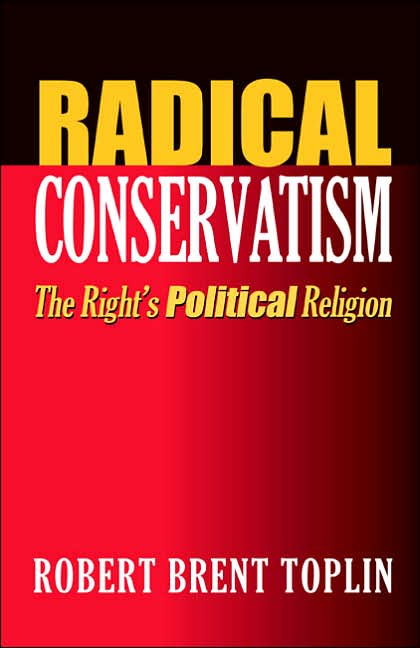 RADICAL
CONSERVATISM
The Right's Political Religion
ROBERT BRENT TOPLIN